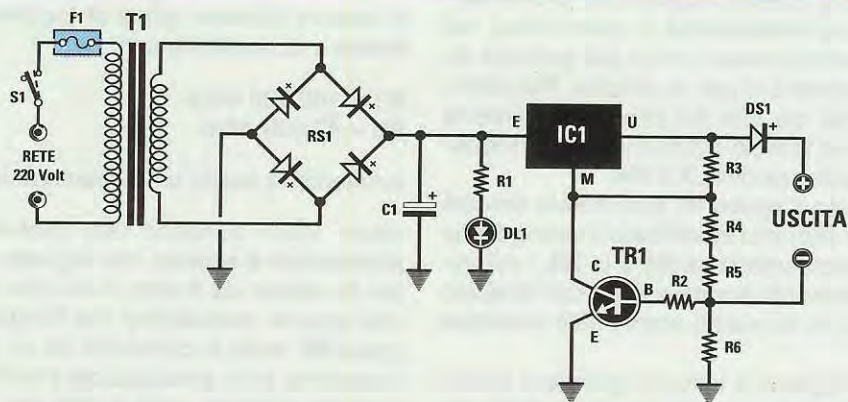 F1
T1
S1
RETE
220 Volt
RS1
C1
+
R1
DL1
E
IC1
U
M
TR1
C
B
E
R2
DS1
+
R3
R4
R5
R6
+
USCITA
-